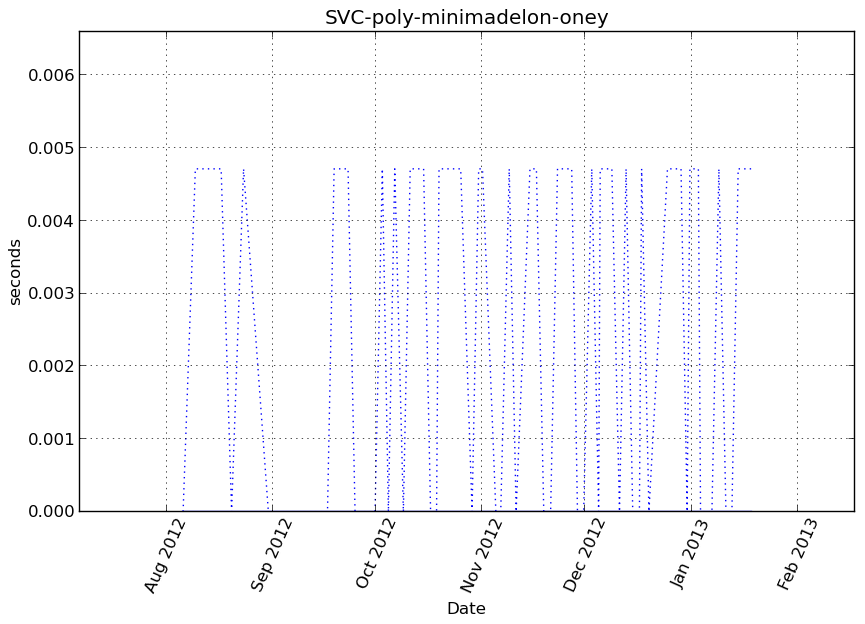 SVC-poly-minimadelon-oney
0.006
0.005
0.004
0.003
0.002
0.001
0.000
seconds
Aug 2012
Sep 2012
Oct 2012
Nov 2012
Dec 2012
Jan 2013
Feb 2013
Date